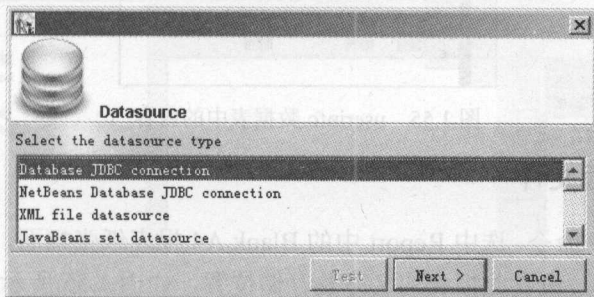 Datasource
Select the datasource type
Database JDBC connection
NetBeans Database JDBC connection
XML file datasource
JavaBeans set datasource
Test
Next >
Cancel